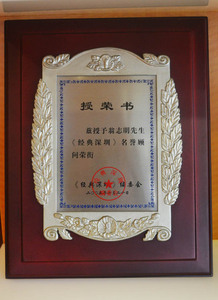 授荣书
兹授予翁志明先生
《经典深圳》名誉顾
问荣衔
《经典深圳》编委会